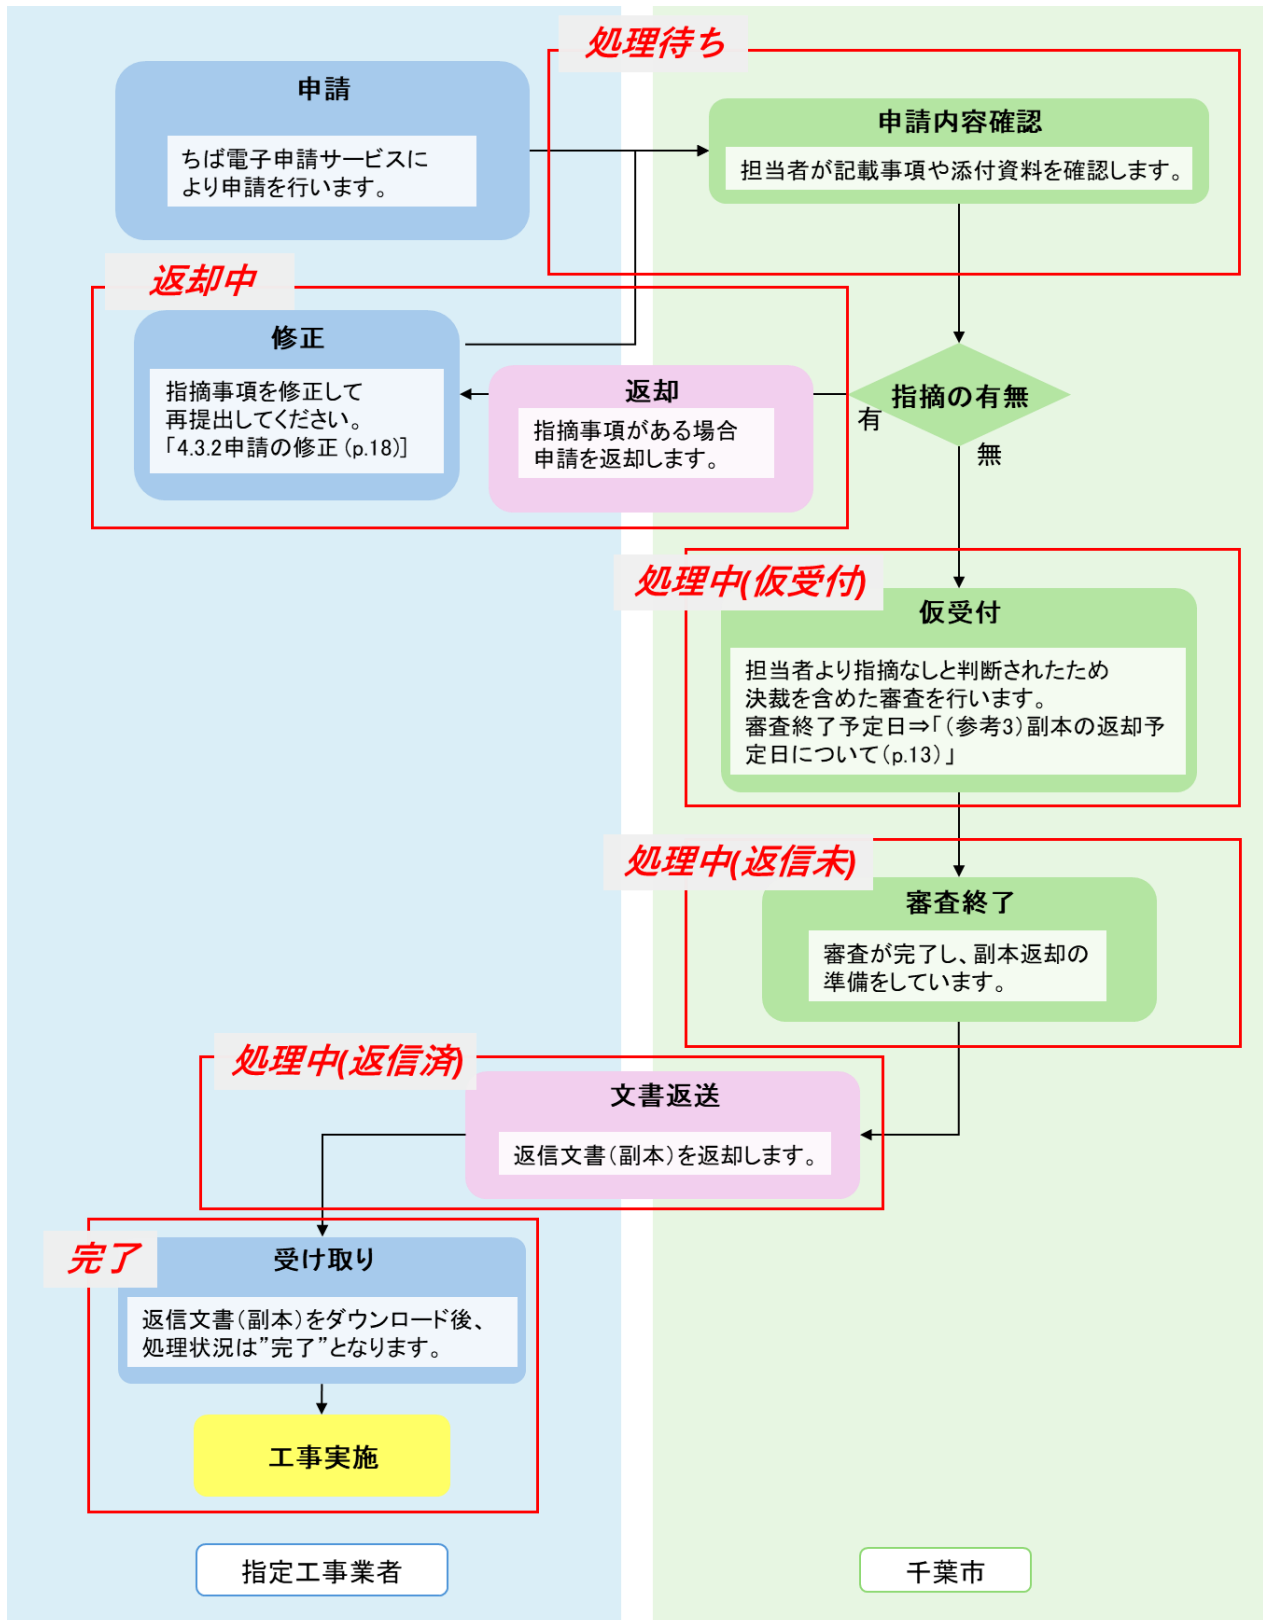 処理待ち
申請
ちば電子申請サービスに
より申請を行います。
申請内容確認
担当者が記載事項や添付資料を確認します。
返却中
修正
指摘事項を修正して
再提出してください。
「4.3.2申請の修正(p.18)]
返却
指摘事項がある場合
申請を返却します。
指摘の有無
有
無
処理中(仮受付)
仮受付
担当者より指摘なしと判断されたため
決裁を含めた審査を行います。
審査終了予定日⇒「(参考3)副本の返却予
定日について(p.13)」
処理中(返信未)
審査終了
審査が完了し、副本返却の
準備をしています。
処理中(返信済)
文書返送
返信文書(副本)を返却します。
完了
受け取り
返信文書(副本)をダウンロード後、
処理状況は”完了”となります。
工事実施
指定工事業者
千葉市